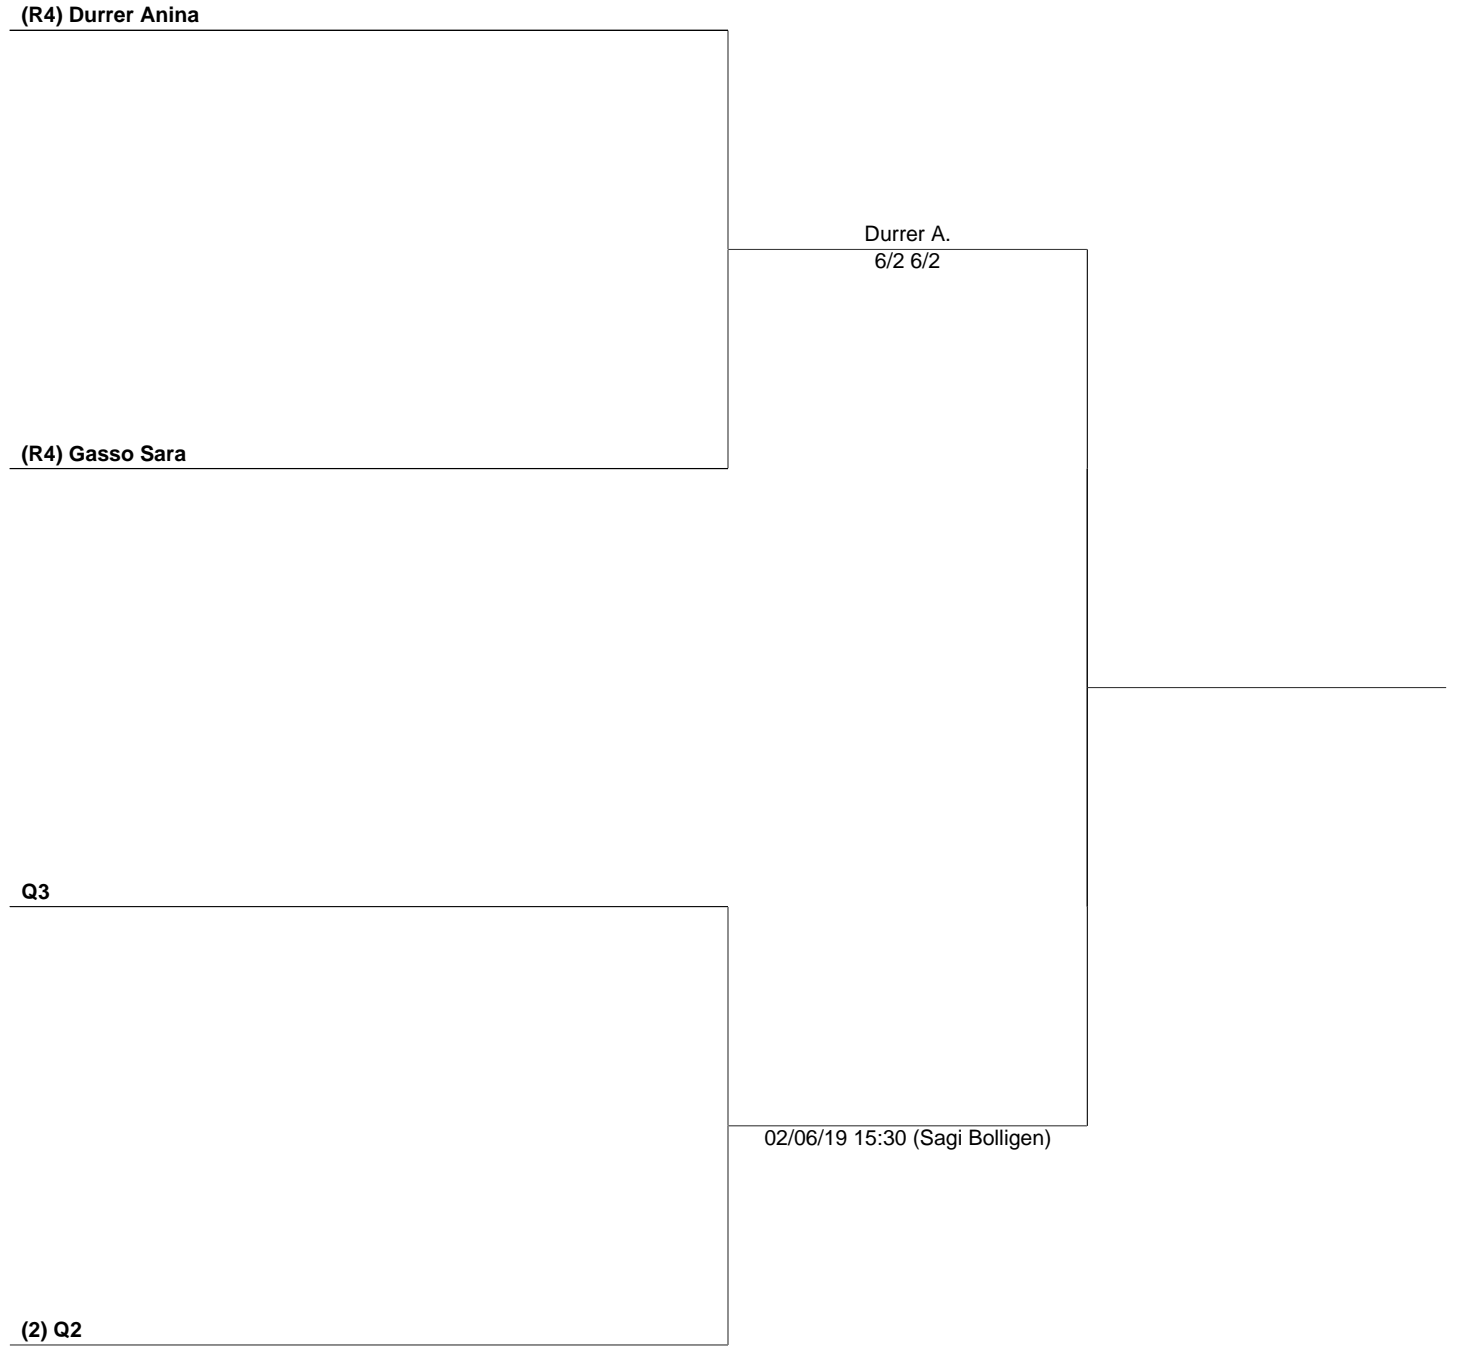 (R4) Durrer Anina
Durrer A.
6/2 6/2
(R4) Gasso Sara
Q3
02/06/19 15:30 (Sagi Bolligen)
(2) Q2